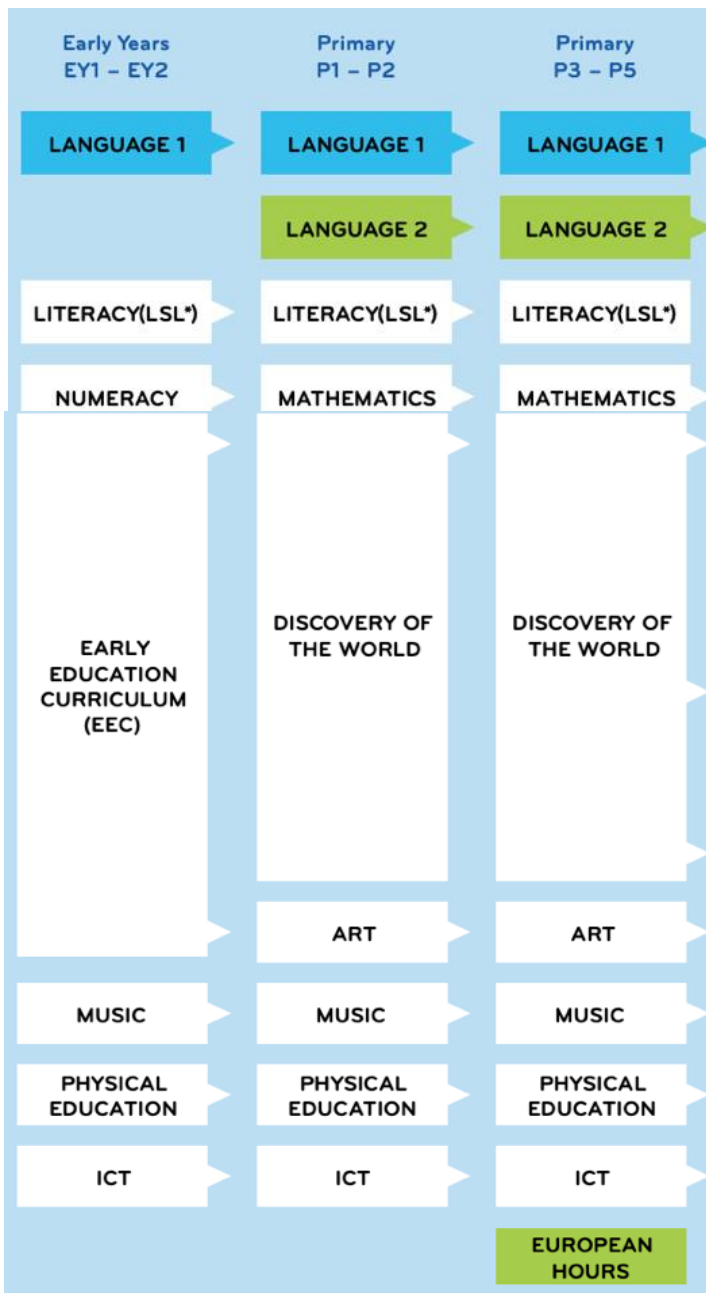 Early Years
EY1 – EY2
Primary
P1 – P2
Primary
P3 – P5
LANGUAGE 1
LANGUAGE 1
LANGUAGE 1
LANGUAGE 2
LANGUAGE 2
LITERACY(LSL*)
LITERACY(LSL*)
LITERACY(LSL*)
NUMERACY
MATHEMATICS
MATHEMATICS
EARLY
EDUCATION
CURRICULUM
(EEC)
DISCOVERY OF
THE WORLD
DISCOVERY OF
THE WORLD
ART
ART
MUSIC
MUSIC
MUSIC
PHYSICAL
EDUCATION
PHYSICAL
EDUCATION
PHYSICAL
EDUCATION
ICT
ICT
ICT
EUROPEAN
HOURS